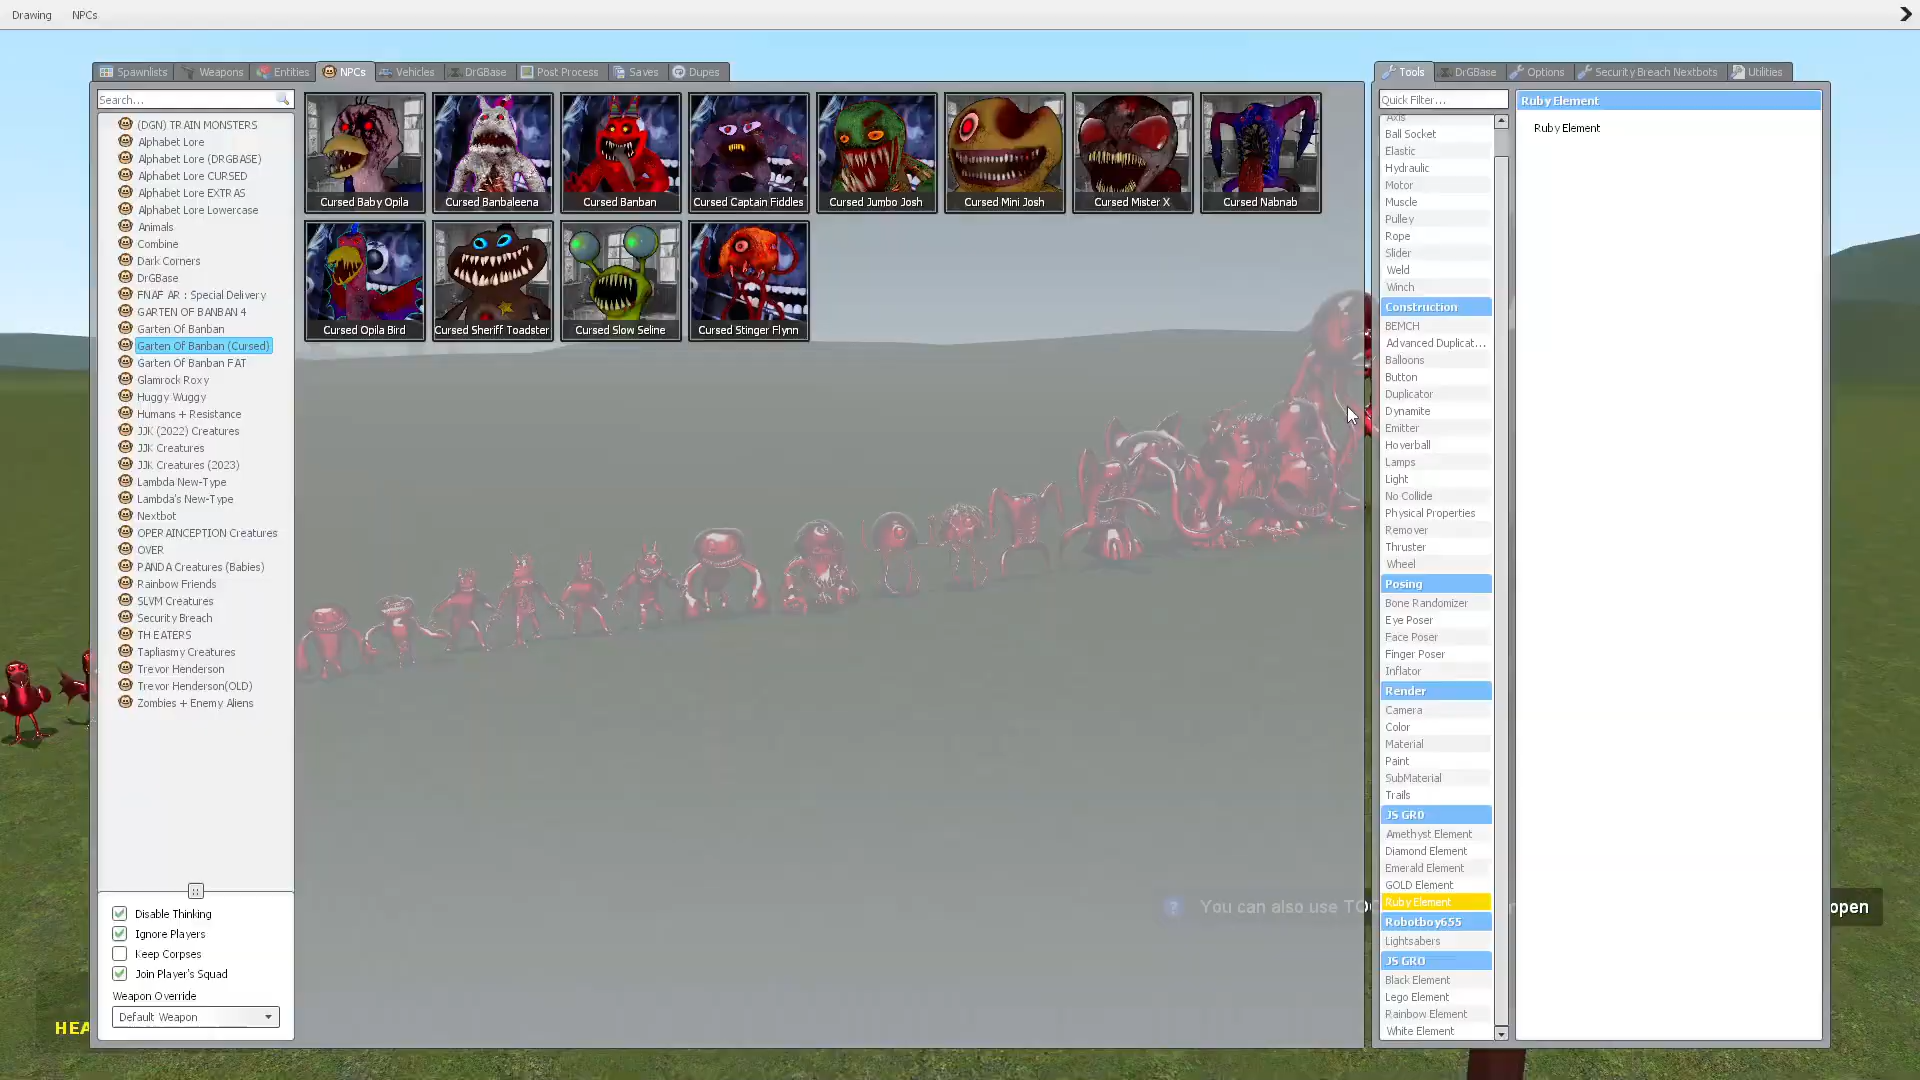 Drawing NPCs
Spawnlists Weapons Entities NPCs Vehicles DrGBase Post Process Saves Dupes
Search...
(DGN) TRAIN MONSTERS
Alphabet Lore
Alphabet Lore (DRGBASE)
Alphabet Lore CURSED
Alphabet Lore EXTRAS
Alphabet Lore Lowercase
Animals
Combine
Dark Corners
DrGBase
FNAF AR : Special Delivery
GARTEN OF BANBAN 4
Garten Of Banban
Garten Of Banban (Cursed)
Garten Of Banban FAT
Glamrock Roxy
Huggy Wuggy
Humans + Resistance
JJK (2022) Creatures
JJK Creatures
JJK Creatures (2023)
Lambda New-Type
Lambda's New-Type
Nextbot
OPERAINCEPTION Creatures
OVER
PANDA Creatures (Babies)
Rainbow Friends
SLVM Creatures
Security Breach
TH EATERS
Tapliasmy Creatures
Trevor Henderson
Trevor Henderson(OLD)
Zombies + Enemy Aliens
Disable Thinking
Ignore Players
Keep Corpses
Join Player's Squad
Weapon Override
Default Weapon
HEA
Cursed Baby Opila Cursed Banbaleena Cursed Banban Cursed Captain Fiddles Cursed Jumbo Josh Cursed Mini Josh Cursed Mister X Cursed Nabnab
Cursed Opila Bird Cursed Sheriff Toadster Cursed Slow Seline Cursed Stinger Flynn
You can also use TO
open
Tools DrGBase Options Security Breach Nextbots Utilities
Quick Filter...
Axis
Ball Socket
Elastic
Hydraulic
Motor
Muscle
Pulley
Rope
Slider
Weld
Winch
Construction
BEMCH
Advanced Duplicat...
Balloons
Button
Duplicator
Dynamite
Emitter
Hoverball
Lamps
Light
No Collide
Physical Properties
Remover
Thruster
Wheel
Posing
Bone Randomizer
Eye Poser
Face Poser
Finger Poser
Inflator
Render
Camera
Color
Material
Paint
SubMaterial
Trails
JS GRO
Amethyst Element
Diamond Element
Emerald Element
GOLD Element
Ruby Element
Robotboy655
Lightsabers
JS GRO
Black Element
Lego Element
Rainbow Element
White Element
Ruby Element
Ruby Element